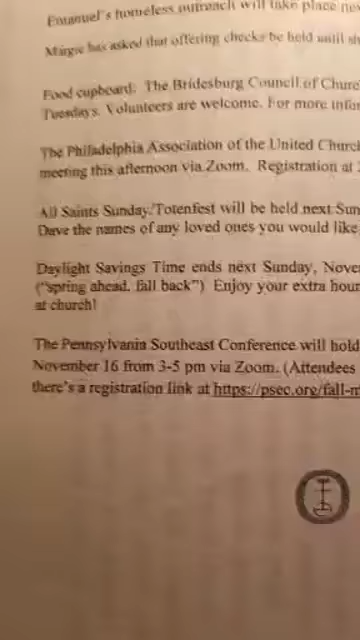 Emanuel's homeless outreach will take place ne
Margie has asked that offering checks be held until
Food cupboard: The Bridesburg Council of Churc
Tuesdays. Volunteers are welcome. For more infor
The Philadelphia Association of the United Church
meeting this afternoon via Zoom. Registration at
All Saints Sunday/Totenfest will be held next Sun
Dave the names of any loved ones you would like
Daylight Savings Time ends next Sunday, Nove
("spring ahead, fall back") Enjoy your extra hour
at church!
The Pennsylvania Southeast Conference will hold
November 16 from 3-5 pm via Zoom. (Attendees
there's a registration link at https://psec.org/fall-m